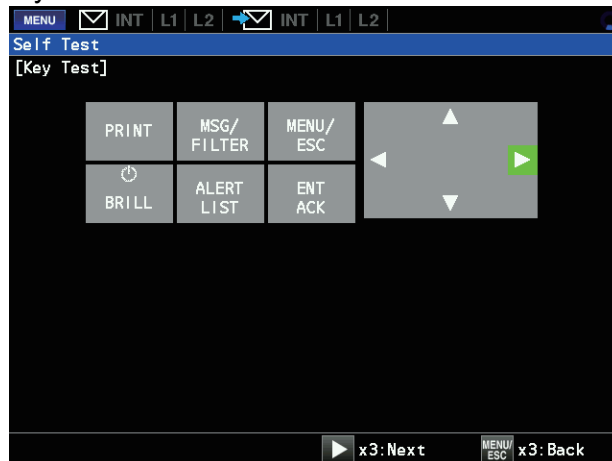 MENU INT L1 L2 INT L1 L2
Self Test
[Key Test]
PRINT
MSG/
FILTER
MENU/
ESC
BRILL
ALERT
LIST
ENT
ACK
x3:Next
MENU/
ESC
x3:Back